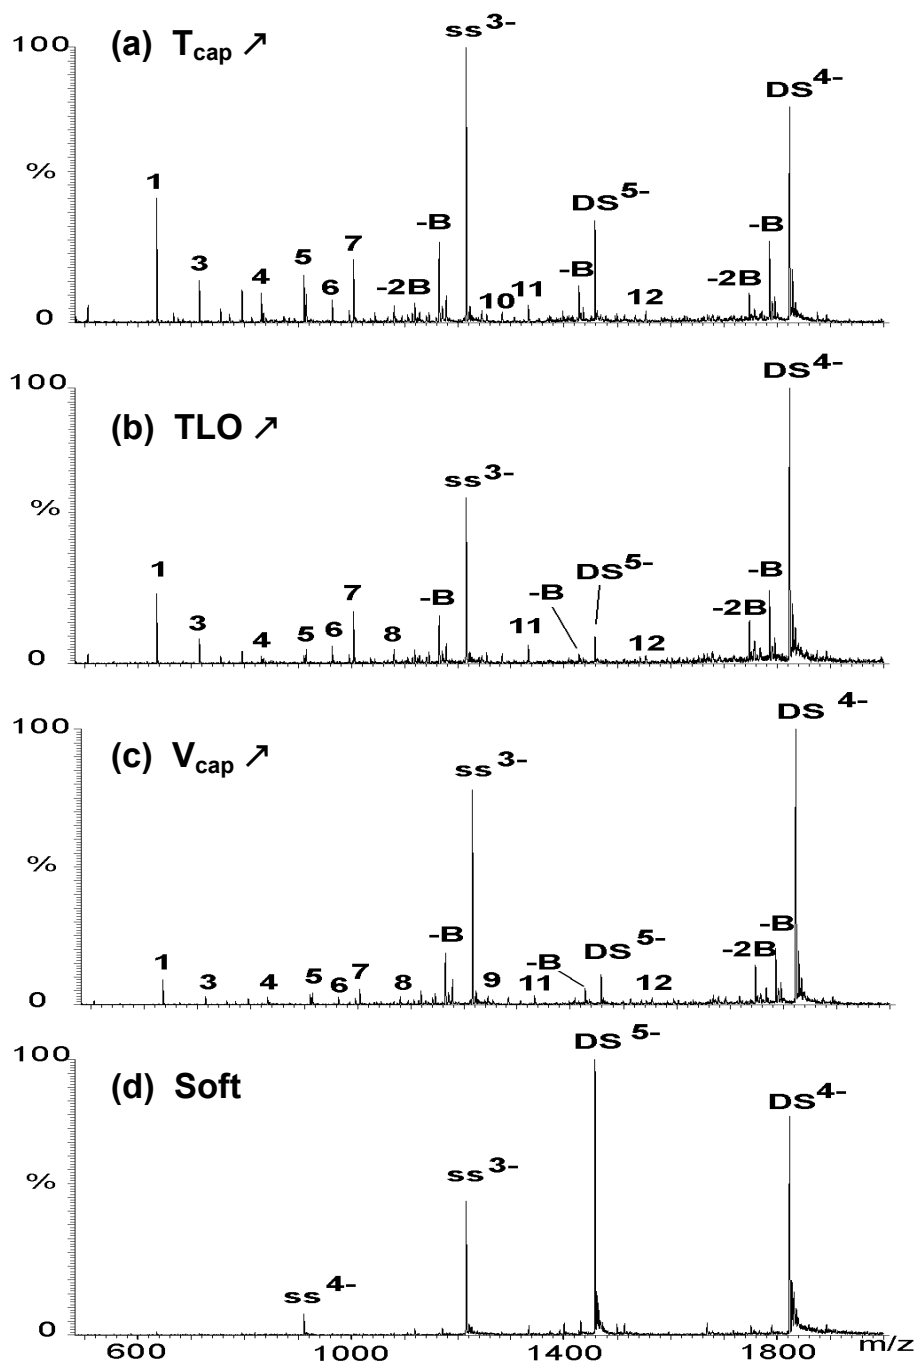 (a) Tcap ↗
100
%
0
1
3
4
5
6
7
-2B
-B
ss3-
10
11
-B
DS5-
12
-2B
-B
DS4-
(b) TLO ↗
100
%
0
1
3
4
5
6
7
8
-B
ss3-
11
-B
DS5-
12
-2B
-B
DS4-
(c) Vcap ↗
100
%
0
1
3
4
5
6
7
8
-B
ss3-
9
11
-B
DS5-
12
-2B
-B
DS 4-
(d) Soft
100
%
0
ss4-
ss3-
DS 5-
DS4-
600 1000 1400 1800 m/z